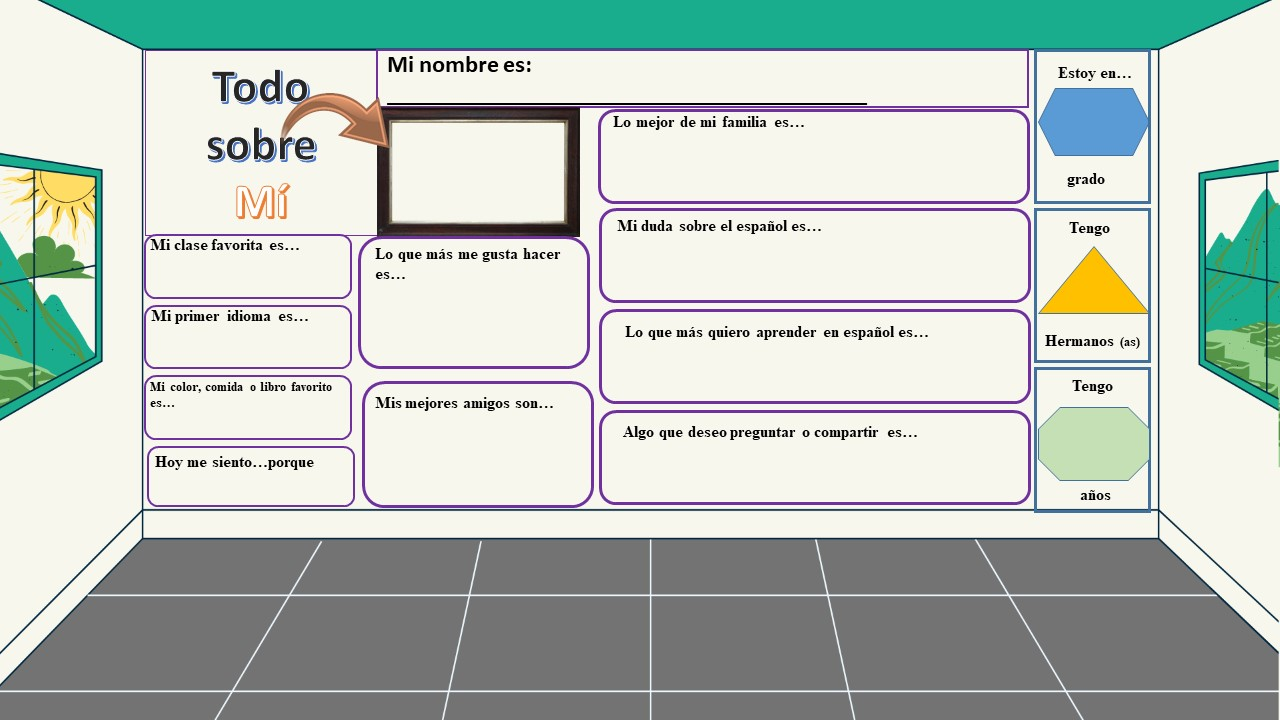 Todo
sobre
Mí
Mi nombre es:
Mi clase favorita es…
Mi primer idioma es…
Mi color, comida o libro favorito
es…
Hoy me siento…porque
Lo que más me gusta hacer
es…
Mis mejores amigos son…
Lo mejor de mi familia es…
Mi duda sobre el español es…
Lo que más quiero aprender en español es…
Algo que deseo preguntar o compartir es…
Estoy en…
grado
Tengo
Hermanos (as)
Tengo
años